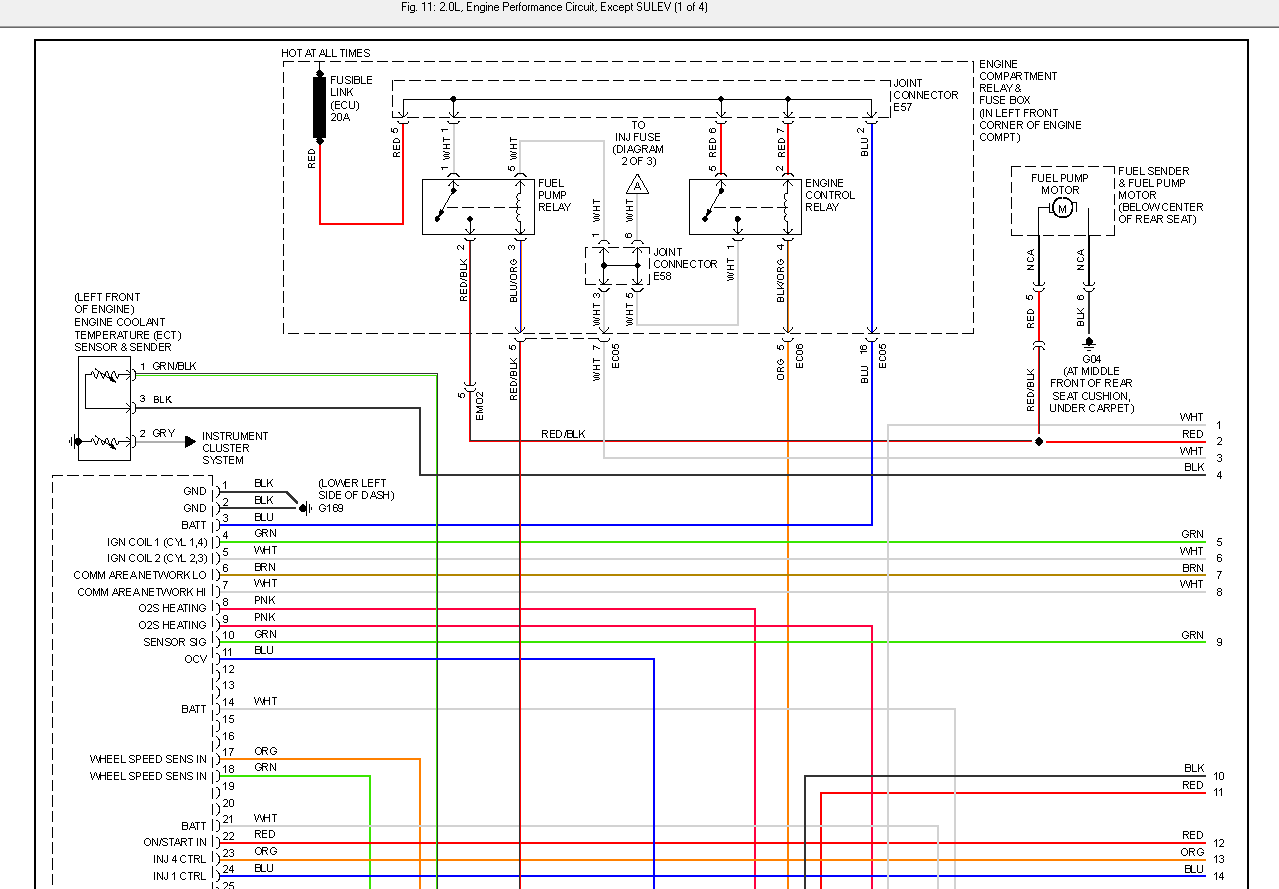 Fig. 11: 2.0L, Engine Performance Circuit, Except SULEV (1 of 4)
HOT AT ALL TIMES
FUSIBLE
LINK
(ECU)
20A
RED
RED 5
WHT 1
WHT
5
1
JOINT
CONNECTOR
E57
ENGINE
COMPARTMENT
RELAY &
FUSE BOX
(IN LEFT FRONT
CORNER OF ENGINE
COMPT)
TO
INJ FUSE
(DIAGRAM
2 OF 3)
A
RED 6
RED 7
BLU 2
5
2
FUEL
PUMP
RELAY
ENGINE
CONTROL
RELAY
WHT
1
WHT
6
JOINT
CONNECTOR
E58
2
RED/BLK
3
BLU/ORG
WHT 3
WHT 5
WHT 1
4
BLK/ORG
FUEL PUMP
MOTOR
M
FUEL SENDER
& FUEL PUMP
MOTOR
(BELOW CENTER
OF REAR SEAT)
NCA
NCA
RED 5
BLK 6
G04
(AT MIDDLE
FRONT OF REAR
SEAT CUSHION,
UNDER CARPET)
RED/BLK
5
EM02
RED/BLK 5
WHT 7
EC05
ORG 5
EC06
BLU 16
EC05
RED/BLK
(LEFT FRONT
OF ENGINE)
ENGINE COOLANT
TEMPERATURE (ECT)
SENSOR & SENDER
1 GRN/BLK
3 BLK
2 GRY
INSTRUMENT
CLUSTER
SYSTEM
WHT 1
RED 2
WHT 3
BLK 4
GND 1 BLK
GND 2 BLK
(LOWER LEFT
SIDE OF DASH)
G169
BATT 3 BLU
IGN COIL 1 (CYL 1,4) 4 GRN GRN 5
IGN COIL 2 (CYL 2,3) 5 WHT WHT 6
COMM AREA NETWORK LO 6 BRN BRN 7
COMM AREA NETWORK HI 7 WHT WHT 8
O2S HEATING 8 PNK
O2S HEATING 9 PNK
SENSOR SIG 10 GRN GRN 9
OCV 11 BLU
12
13
BATT 14 WHT
15
16
WHEEL SPEED SENS IN 17 ORG
WHEEL SPEED SENS IN 18 GRN
BLK 10
19
RED 11
20
BATT 21 WHT
ON/START IN 22 RED RED 12
INJ 4 CTRL 23 ORG ORG 13
INJ 1 CTRL 24 BLU BLU 14
25